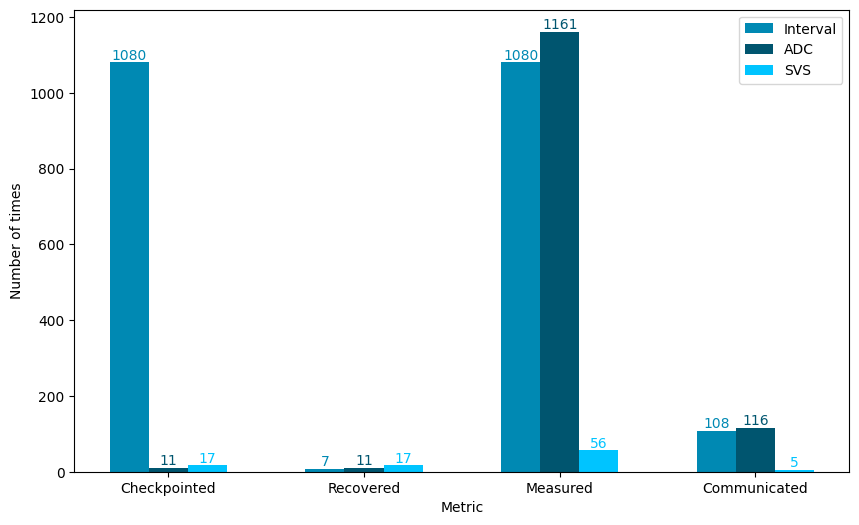 1200
1000
800
600
400
200
0
Number of times
1080
11
17
7
11
17
1080
1161
56
108
116
5
Interval
ADC
SVS
Checkpointed
Recovered
Measured
Communicated
Metric